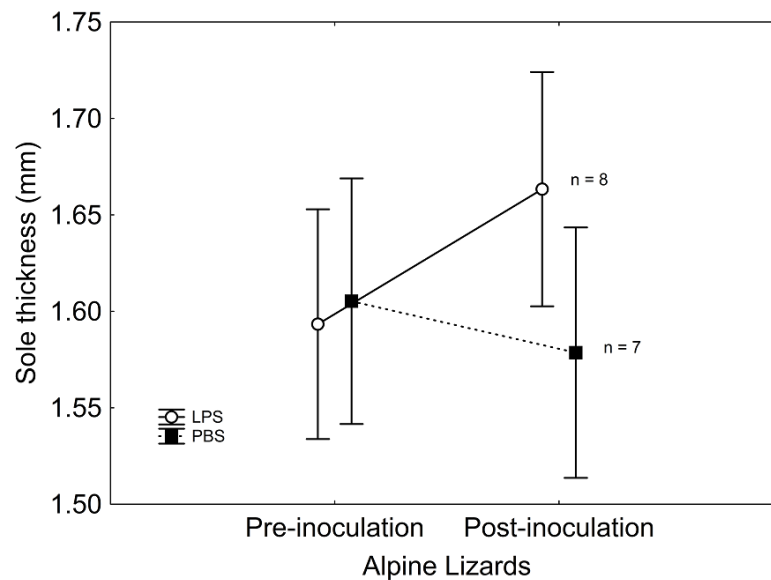 Sole thickness (mm)
1.75
1.70
1.65
1.60
1.55
1.50
n = 8
n = 7
LPS
PBS
Pre-inoculation Post-inoculation
Alpine Lizards